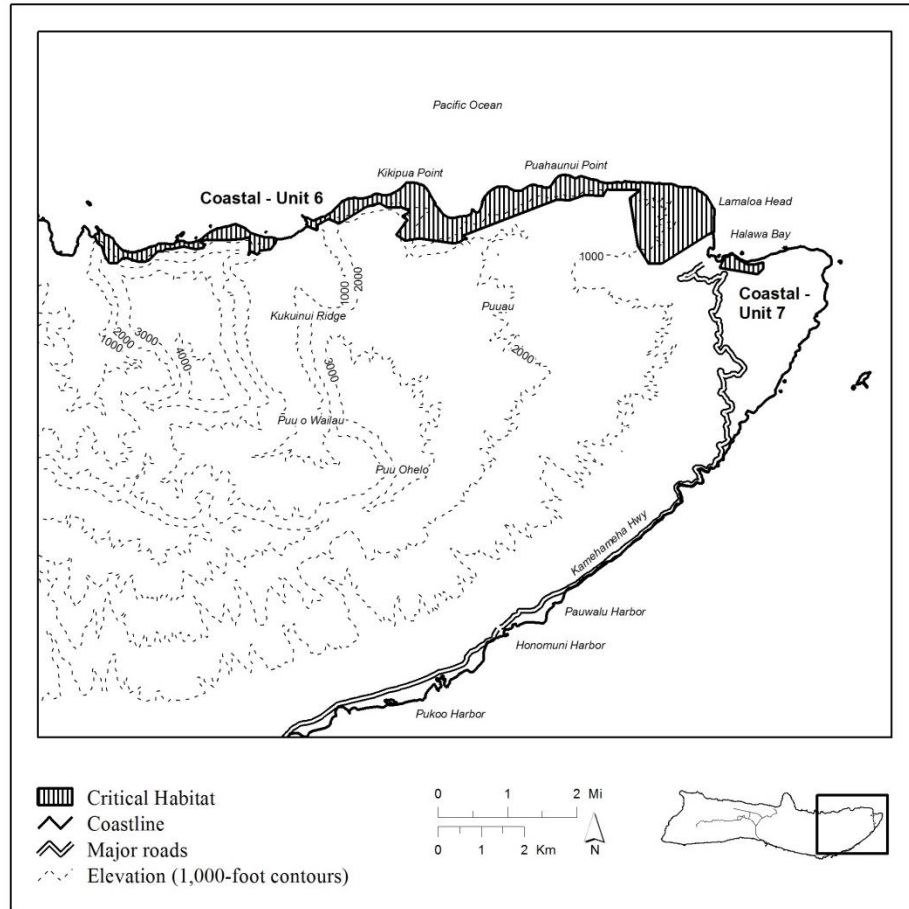 Pacific Ocean
Puahaunui Point
Kikipua Point
Coastal - Unit 6
Lamaloa Head
Halawa Bay
1000
Coastal -
Unit 7
2000
1000
Kukuinui Ridge
Puuau
2000
3000
2000
1000
4000
3000
Puu o Wailau
Puu Ohelo
Kamehameha Hwy
Pauwalu Harbor
Honomuni Harbor
Pukoo Harbor
Critical Habitat
Coastline
Major roads
Elevation (1,000-foot contours)
0 1 2 Mi
0 1 2 Km
N